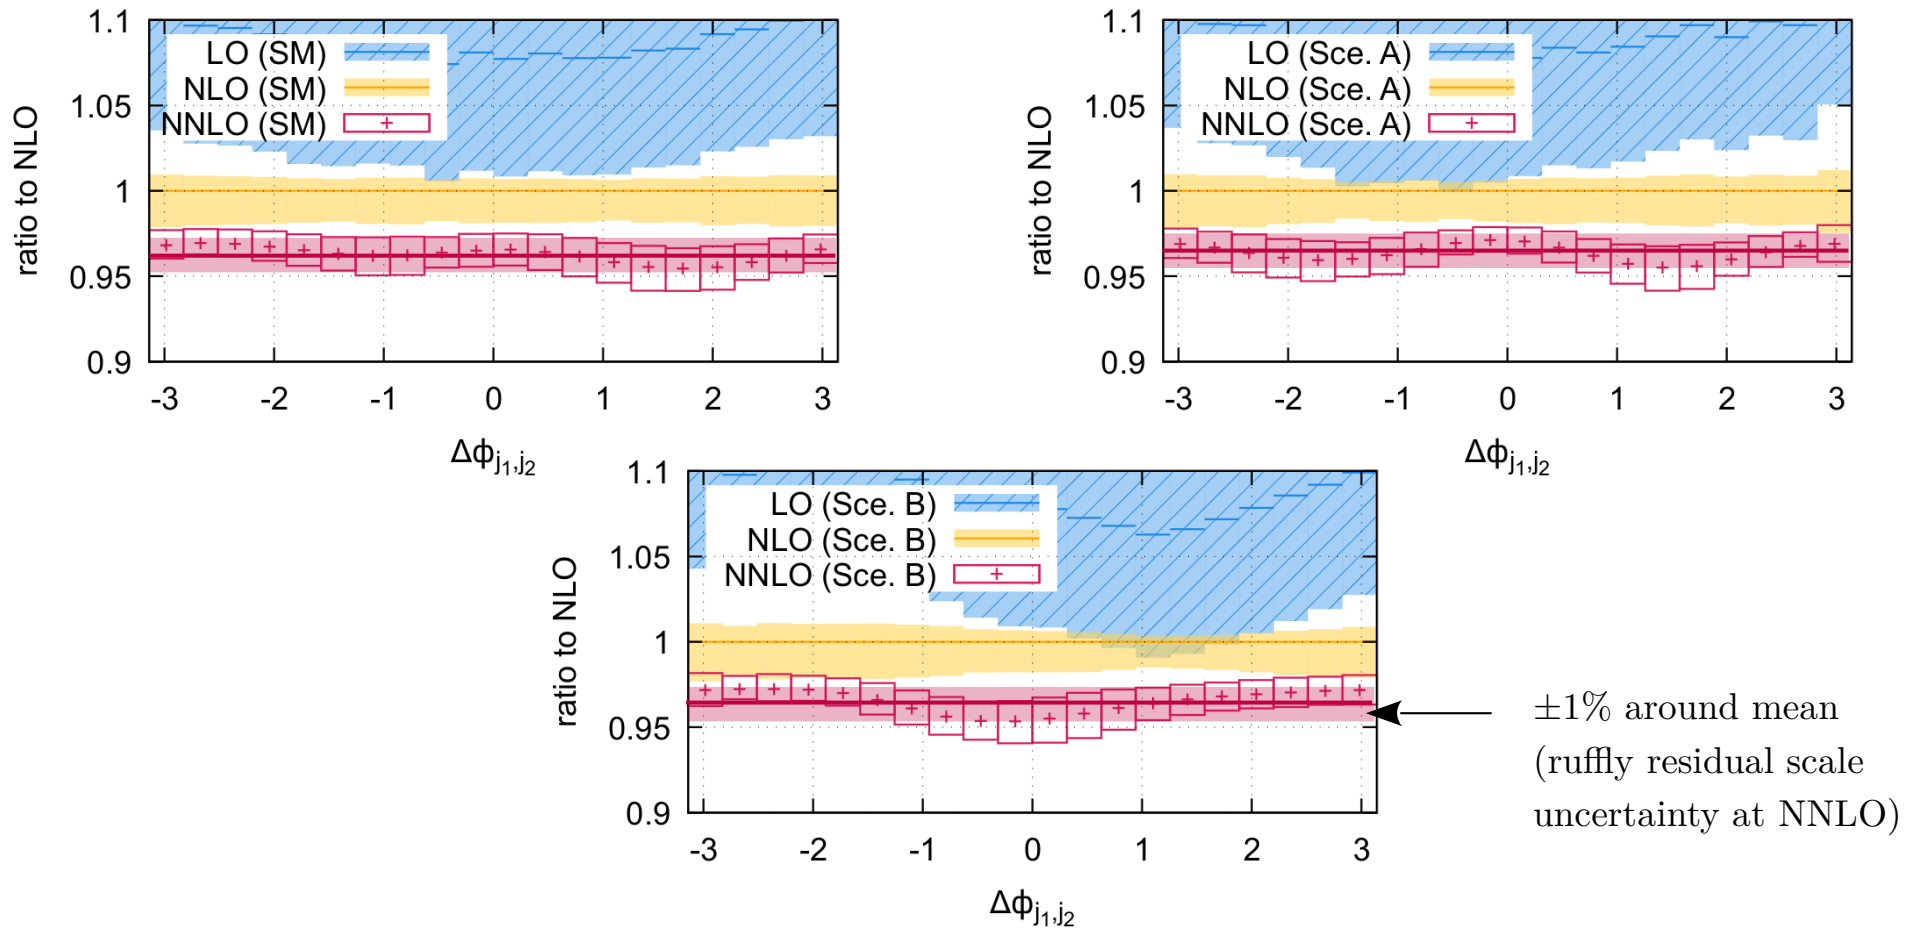 1.1
1.05
1
0.95
0.9
ratio to NLO
LO (SM)
NLO (SM)
NNLO (SM)
-3 -2 -1 0 1 2 3
Δϕj1,j2
1.1
1.05
1
0.95
0.9
ratio to NLO
LO (Sce. A)
NLO (Sce. A)
NNLO (Sce. A)
-3 -2 -1 0 1 2 3
Δϕj1,j2
1.1
1.05
1
0.95
0.9
ratio to NLO
LO (Sce. B)
NLO (Sce. B)
NNLO (Sce. B)
-3 -2 -1 0 1 2 3
Δϕj1,j2
±1% around mean
(ruffly residual scale
uncertainty at NNLO)